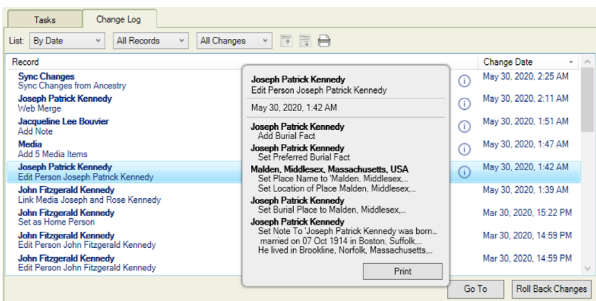 Tasks
Change Log
List: By Date All Records All Changes
Record
Change Date
Sync Changes
Sync Changes from Ancestry
May 30, 2020, 2:25 AM
Joseph Patrick Kennedy
Web Merge
May 30, 2020, 2:11 AM
Jacqueline Lee Bouvier
Add Note
May 30, 2020, 1:51 AM
Media
Add 5 Media Items
May 30, 2020, 1:47 AM
Joseph Patrick Kennedy
Edit Person Joseph Patrick Kennedy
May 30, 2020, 1:42 AM
John Fitzgerald Kennedy
Link Media Joseph and Rose Kennedy
May 30, 2020, 1:39 AM
John Fitzgerald Kennedy
Set as Home Person
Mar 30, 2020, 15:22 PM
John Fitzgerald Kennedy
Edit Person John Fitzgerald Kennedy
Mar 30, 2020, 14:59 PM
John Fitzgerald Kennedy
Edit Person John Fitzgerald Kennedy
Mar 30, 2020, 14:59 PM
Joseph Patrick Kennedy
Edit Person Joseph Patrick Kennedy
May 30, 2020, 1:42 AM
Joseph Patrick Kennedy
Add Burial Fact
Joseph Patrick Kennedy
Set Preferred Burial Fact
Malden, Middlesex, Massachusetts, USA
Set Place Name to 'Malden, Middlesex,...
Set Location of Place Malden, Middlesex,...
Joseph Patrick Kennedy
Set Burial Place to Malden, Middlesex,...
Joseph Patrick Kennedy
Set Note To 'Joseph Patrick Kennedy was born..
married on 07 Oct 1914 in Boston, Suffolk,..
He lived in Brookline, Norfolk, Massachusetts,...
Print
Go To
Roll Back Changes